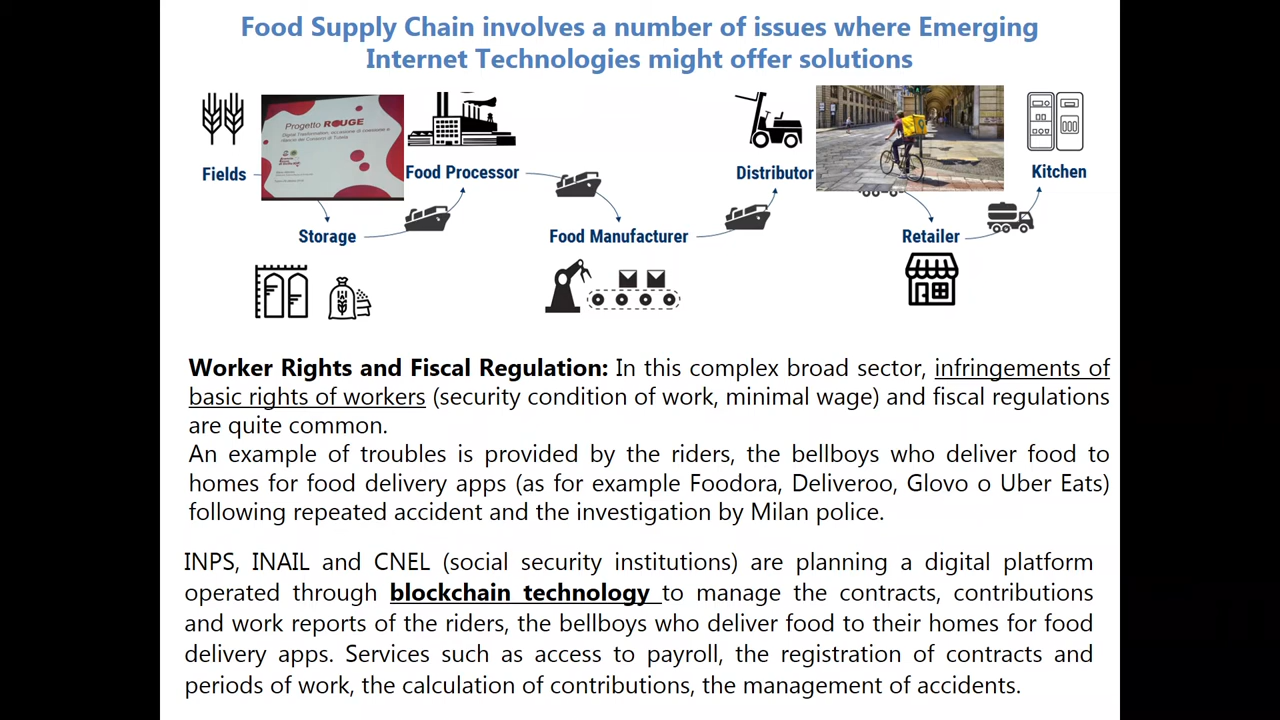 Food Supply Chain involves a number of issues where Emerging
Internet Technologies might offer solutions
Progetto ROUGE
Fields
Food Processor
Distributor
Kitchen
Storage
Food Manufacturer
Retailer
Worker Rights and Fiscal Regulation: In this complex broad sector, infringements of
basic rights of workers (security condition of work, minimal wage) and fiscal regulations
are quite common.
An example of troubles is provided by the riders, the bellboys who deliver food to
homes for food delivery apps (as for example Foodora, Deliveroo, Glovo o Uber Eats)
following repeated accident and the investigation by Milan police.
INPS, INAIL and CNEL (social security institutions) are planning a digital platform
operated through blockchain technology to manage the contracts, contributions
and work reports of the riders, the bellboys who deliver food to their homes for food
delivery apps. Services such as access to payroll, the registration of contracts and
periods of work, the calculation of contributions, the management of accidents.